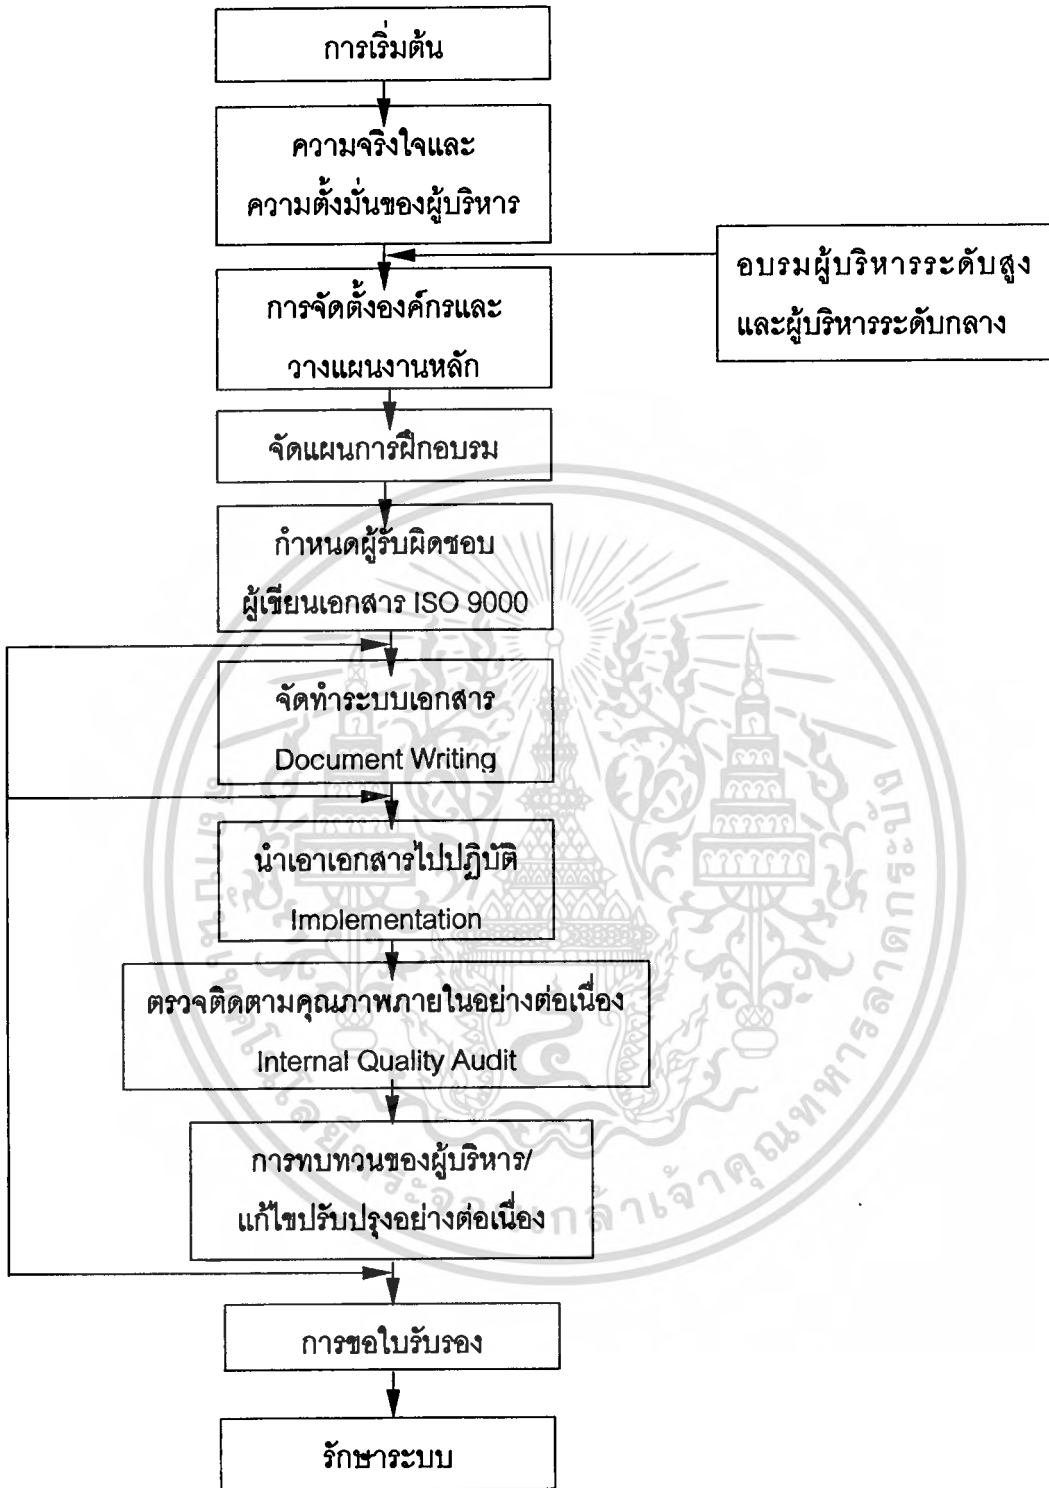 การเริ่มต้น
ความจริงใจและ
ความตั้งมั่นของผู้บริหาร
อบรมผู้บริหารระดับสูง
และผู้บริหารระดับกลาง
การจัดตั้งองค์กรและ
วางแผนงานหลัก
จัดแผนการฝึกอบรม
กำหนดผู้รับผิดชอบ
ผู้เขียนเอกสาร ISO 9000
จัดทำระบบเอกสาร
Document Writing
นำเอาเอกสารไปปฏิบัติ
Implementation
ตรวจติดตามคุณภาพภายในอย่างต่อเนื่อง
Internal Quality Audit
การทบทวนของผู้บริหาร/
แก้ไขปรับปรุงอย่างต่อเนื่อง
การขอใบรับรอง
รักษาระบบ